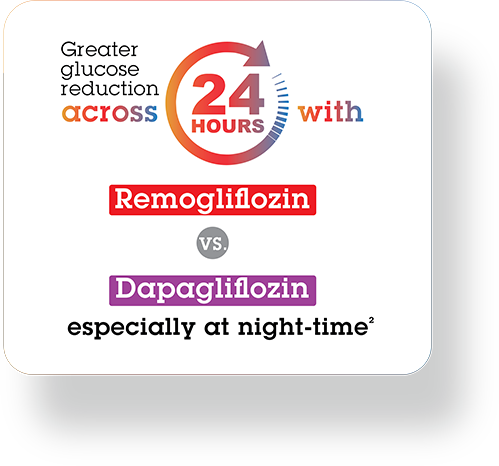 Greater
glucose
reduction
across
24
HOURS
with
Remogliflozin
vs.
Dapagliflozin
especially at night-time²